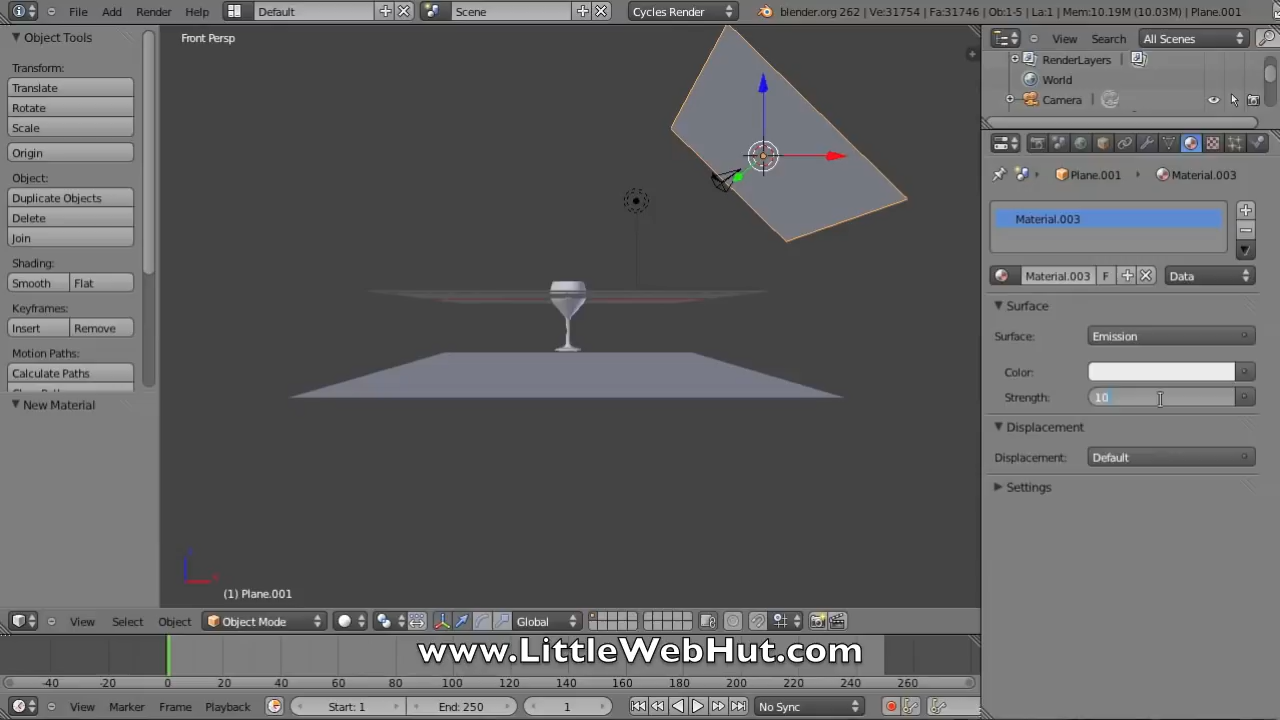 File Add Render Help Default Scene Cycles Render blender.org 262 | Ve:31754 | Fa:31746 | Ob:1-5 | La:1 | Mem:10.19M (10.03M) | Plane.001
Object Tools
Transform:
Translate
Rotate
Scale
Origin
Object:
Duplicate Objects
Delete
Join
Shading:
Smooth Flat
Keyframes:
Insert Remove
Motion Paths:
Calculate Paths
New Material
Front Persp
(1) Plane.001
View Search All Scenes
RenderLayers |
World
Camera |
Plane.001 Material.003
Material.003
Material.003 F Data
Surface
Surface: Emission
Color:
Strength: 10
Displacement
Displacement: Default
Settings
View Select Object Object Mode Global
www.LittleWebHut.com
-40 -20 0 20 40 60 80 100 120 140 160 180 200 220 240 260
View Marker Frame Playback Start: 1 End: 250 1 No Sync